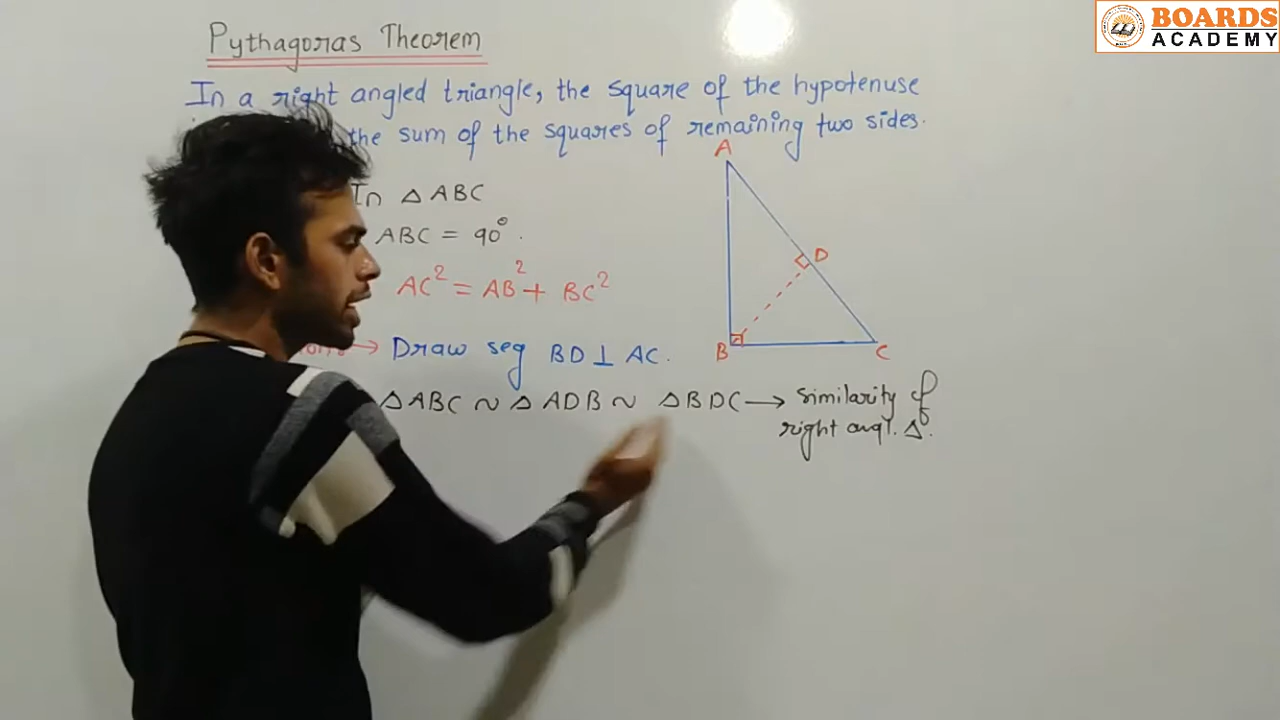 BOARDS
ACADEMY
Pythagoras Theorem
In a right angled triangle, the square of the hypotenuse
the sum of the squares of remaining two sides.
In △ ABC
ABC = 90°.
AC² = AB² + BC²
→ Draw seg BD ⊥ AC.
△ABC ~ △ ADB ~ △BDC → similarity of
right angl. △.
A
D
B
C